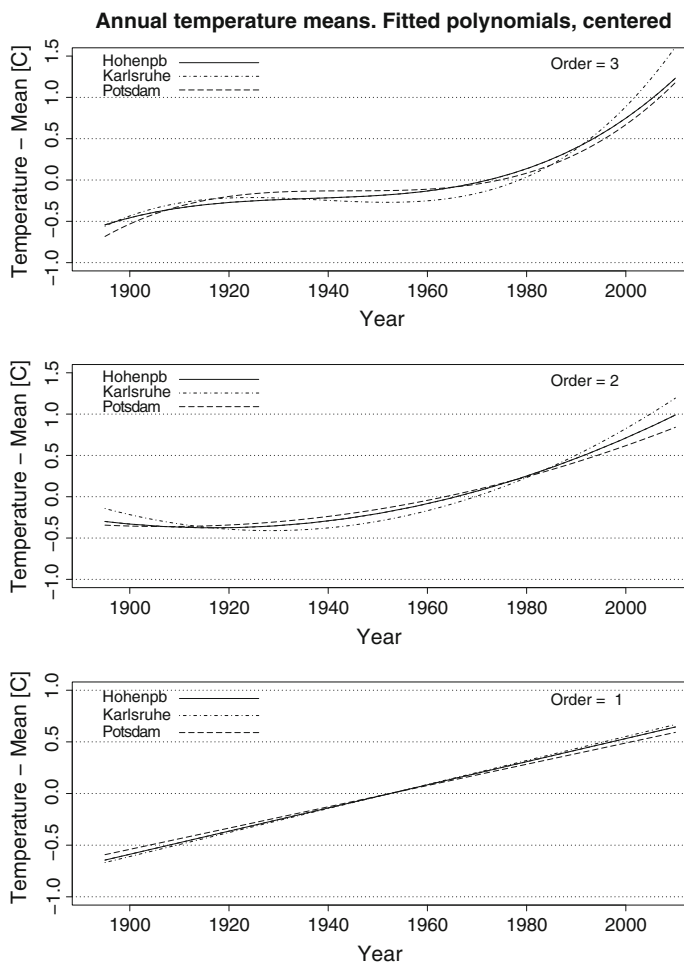 Annual temperature means. Fitted polynomials, centered
Temperature – Mean [C]
1.5
1.0
0.5
0.0
−0.5
−1.0
Hohenpb
Karlsruhe
Potsdam
Order = 3
1900 1920 1940 1960 1980 2000
Year
Temperature – Mean [C]
1.5
1.0
0.5
0.0
−0.5
−1.0
Hohenpb
Karlsruhe
Potsdam
Order = 2
1900 1920 1940 1960 1980 2000
Year
Temperature – Mean [C]
1.0
0.5
0.0
−0.5
−1.0
Hohenpb
Karlsruhe
Potsdam
Order = 1
1900 1920 1940 1960 1980 2000
Year